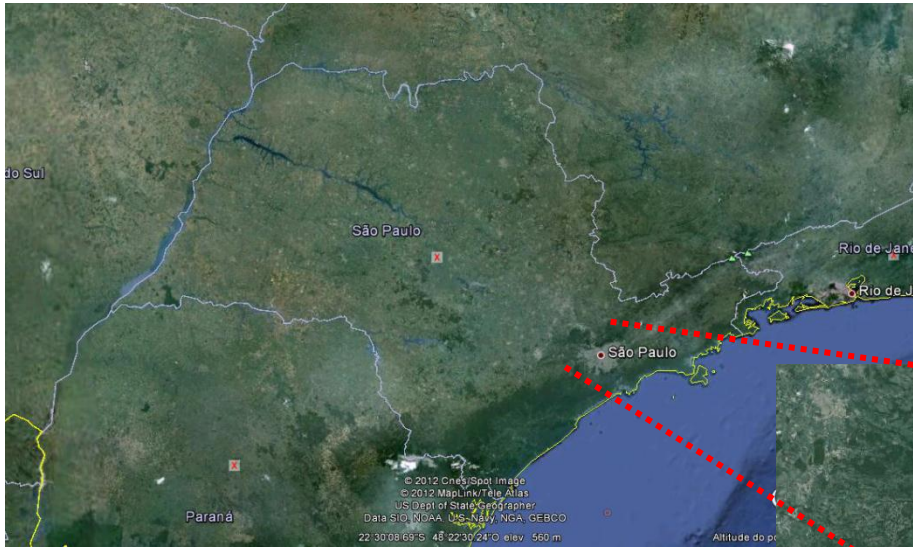 do Sul
São Paulo
X
Rio de Jane
X
Rio de J
São Paulo
X
Paraná
© 2012 Cnes/Spot Image
© 2012 MapLink/Tele Atlas
US Dept of State Geographer
Data SIO, NOAA, U.S. Navy, NGA, GEBCO
22°30'08.69"S 48°22'30.24"O elev 560 m
Altitude do po